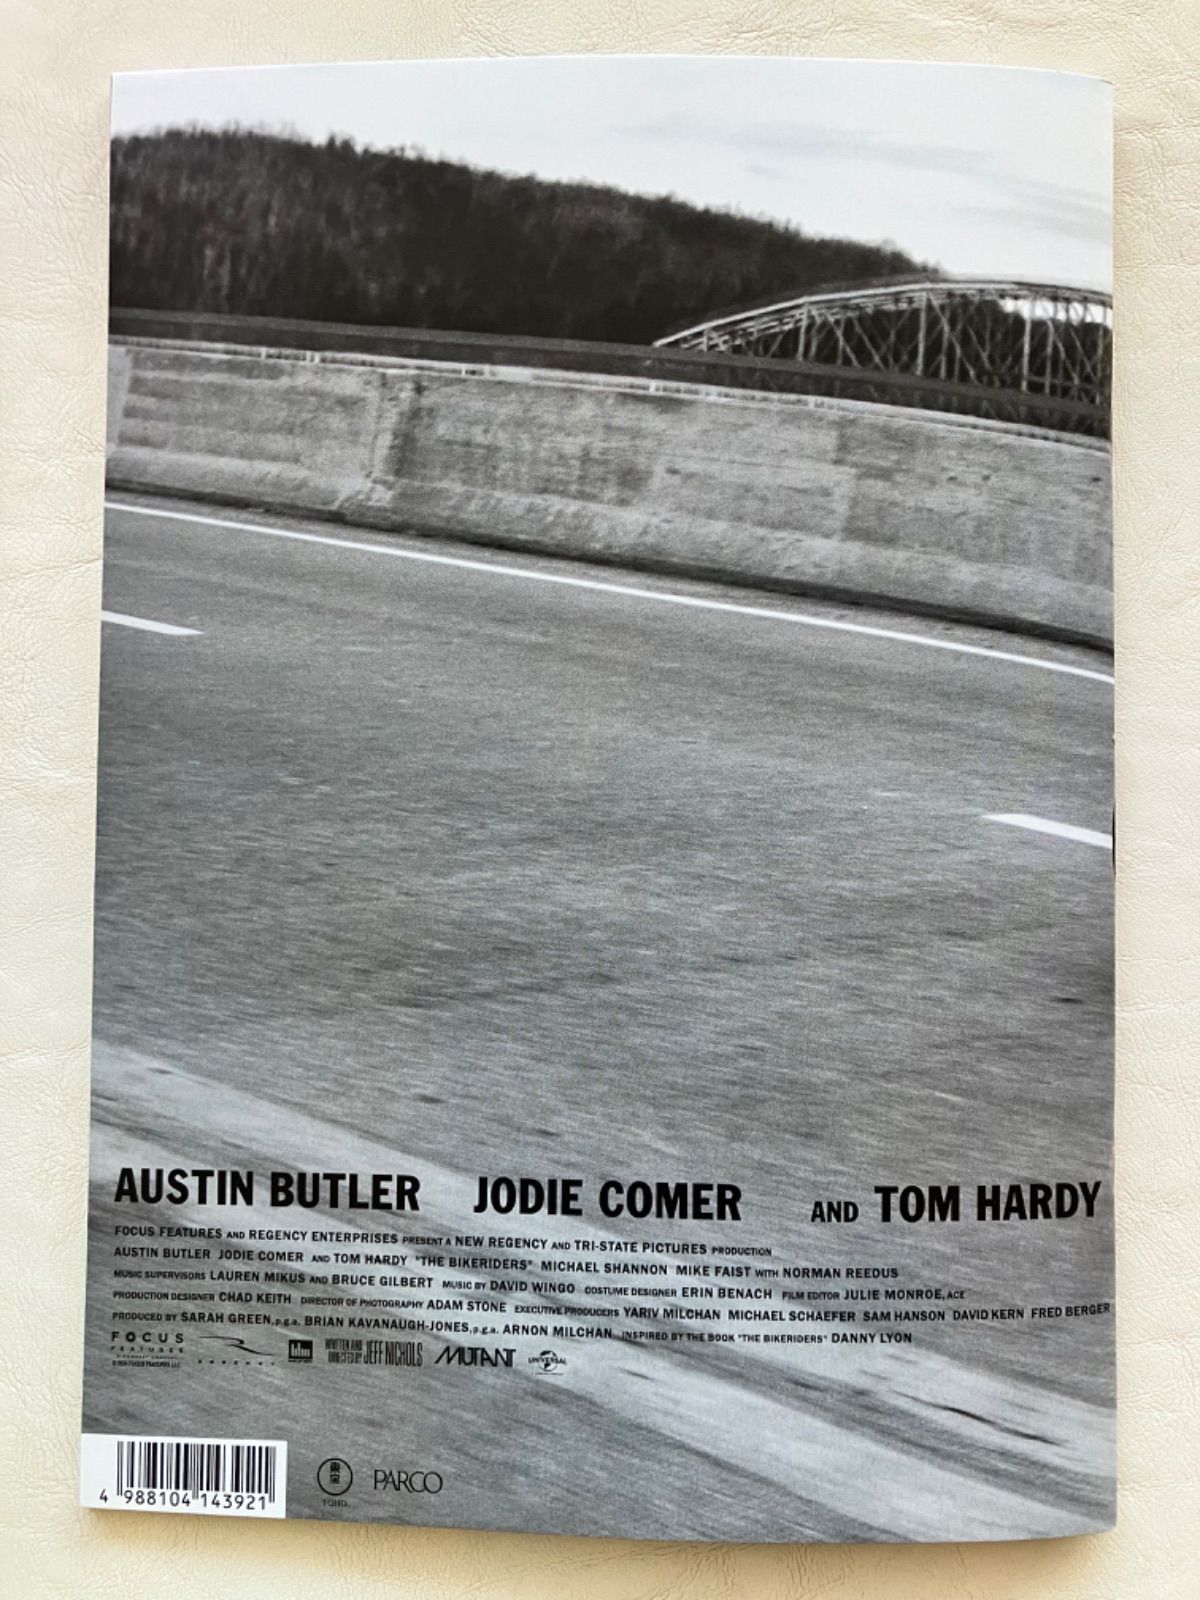 AUSTIN BUTLER JODIE COMER AND TOM HARDY
FOCUS FEATURES AND REGENCY ENTERPRISES PRESENT A NEW REGENCY AND TRI-STATE PICTURES PRODUCTION
AUSTIN BUTLER JODIE COMER AND TOM HARDY "THE BIKERIDERS" MICHAEL SHANNON MIKE FAIST WITH NORMAN REEDUS
MUSIC SUPERVISORS LAUREN MIKUS AND BRUCE GILBERT MUSIC BY DAVID WINGO COSTUME DESIGNER ERIN BENACH FILM EDITOR JULIE MONROE, ACE
PRODUCTION DESIGNER CHAD KEITH DIRECTOR OF PHOTOGRAPHY ADAM STONE EXECUTIVE PRODUCERS YARIV MILCHAN MICHAEL SCHAEFER SAM HANSON DAVID KERN FRED BERGER
PRODUCED BY SARAH GREEN, p.g.a. BRIAN KAVANAUGH-JONES, p.g.a. ARNON MILCHAN INSPIRED BY THE BOOK "THE BIKERIDERS" DANNY LYON
FOCUS FEATURES WRITTEN AND DIRECTED BY JEFF NICHOLS MUTANT UNIVERSAL
4 988104 143921
東宝 TOHO PARCO